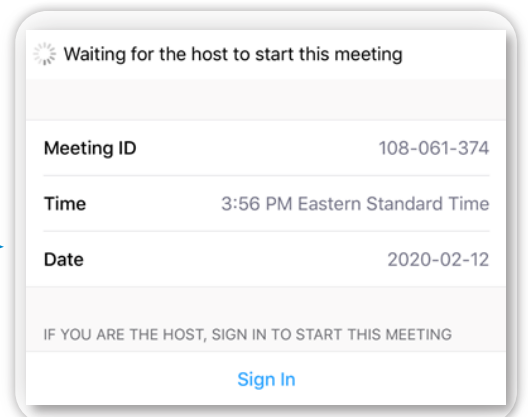 Waiting for the host to start this meeting
Meeting ID 108-061-374
Time 3:56 PM Eastern Standard Time
Date 2020-02-12
IF YOU ARE THE HOST, SIGN IN TO START THIS MEETING
Sign In